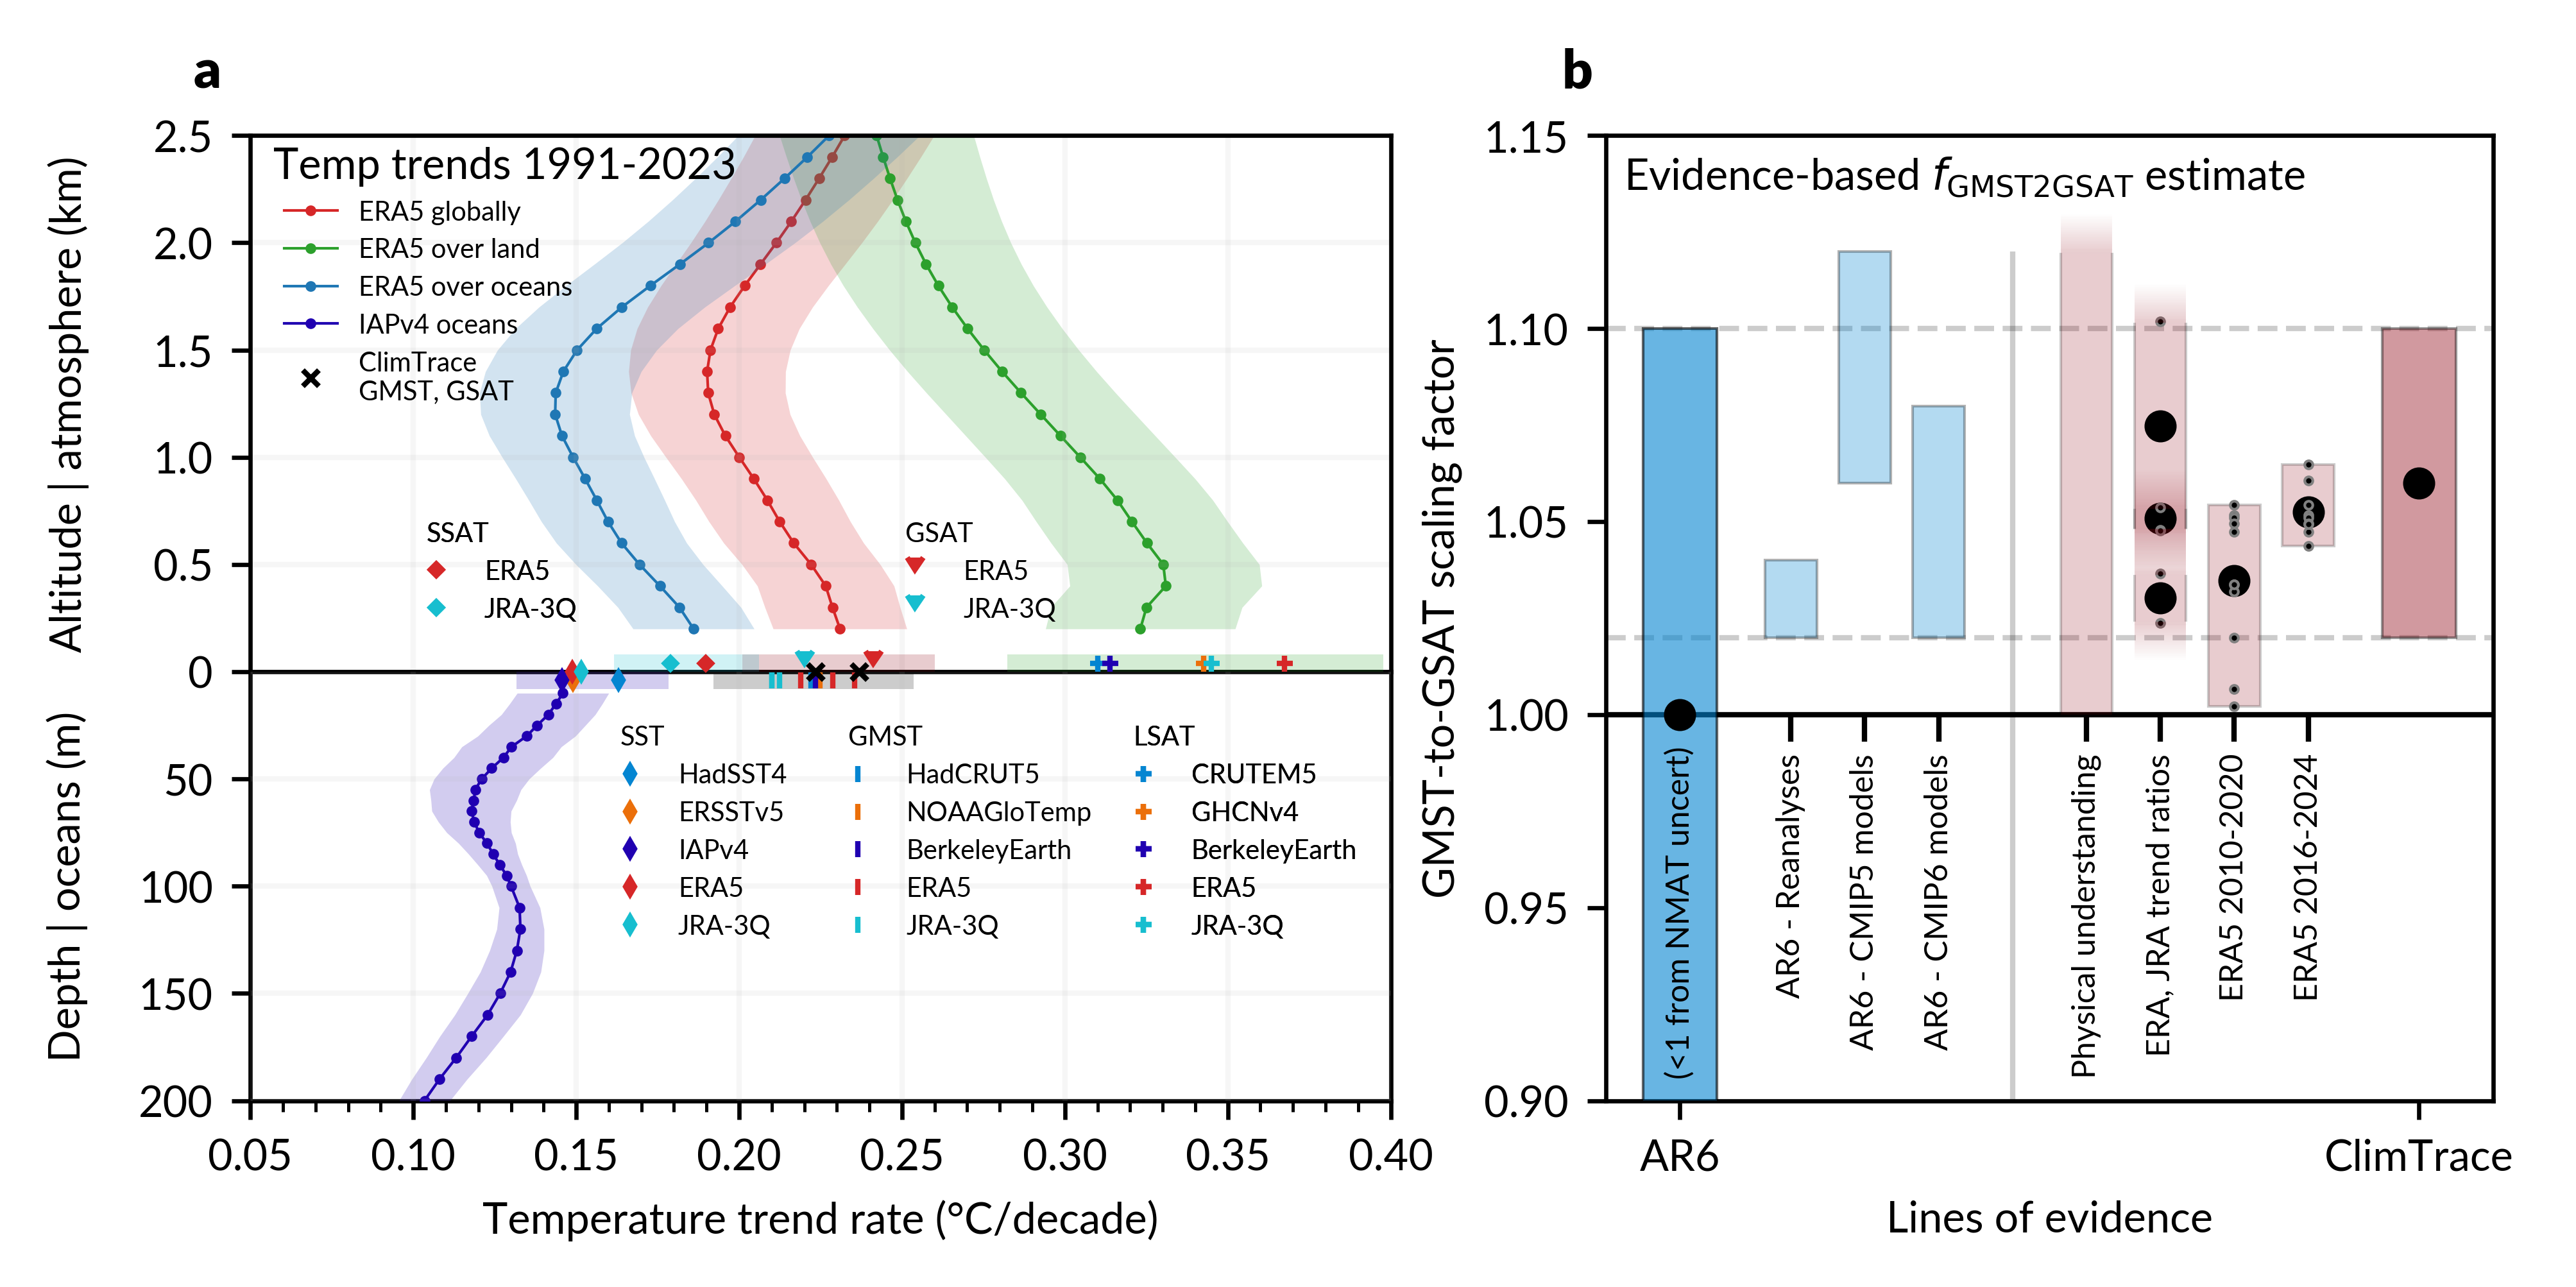 a
Altitude | atmosphere (km)
Depth | oceans (m)
2.5
2.0
1.5
1.0
0.5
0
50
100
150
200
Temp trends 1991-2023
ERA5 globally
ERA5 over land
ERA5 over oceans
IAPv4 oceans
ClimTrace
GMST, GSAT
SSAT
ERA5
JRA-3Q
GSAT
ERA5
JRA-3Q
SST
HadSST4
ERSSTv5
IAPv4
ERA5
JRA-3Q
GMST
HadCRUT5
NOAAGloTemp
BerkeleyEarth
ERA5
JRA-3Q
LSAT
CRUTEM5
GHCNv4
BerkeleyEarth
ERA5
JRA-3Q
0.05 0.10 0.15 0.20 0.25 0.30 0.35 0.40
Temperature trend rate (°C/decade)
b
GMST-to-GSAT scaling factor
1.15
1.10
1.05
1.00
0.95
0.90
Evidence-based fGMST2GSAT estimate
(<1 from NMAT uncert)
AR6 - Reanalyses
AR6 - CMIP5 models
AR6 - CMIP6 models
Physical understanding
ERA, JRA trend ratios
ERA5 2010-2020
ERA5 2016-2024
AR6 ClimTrace
Lines of evidence